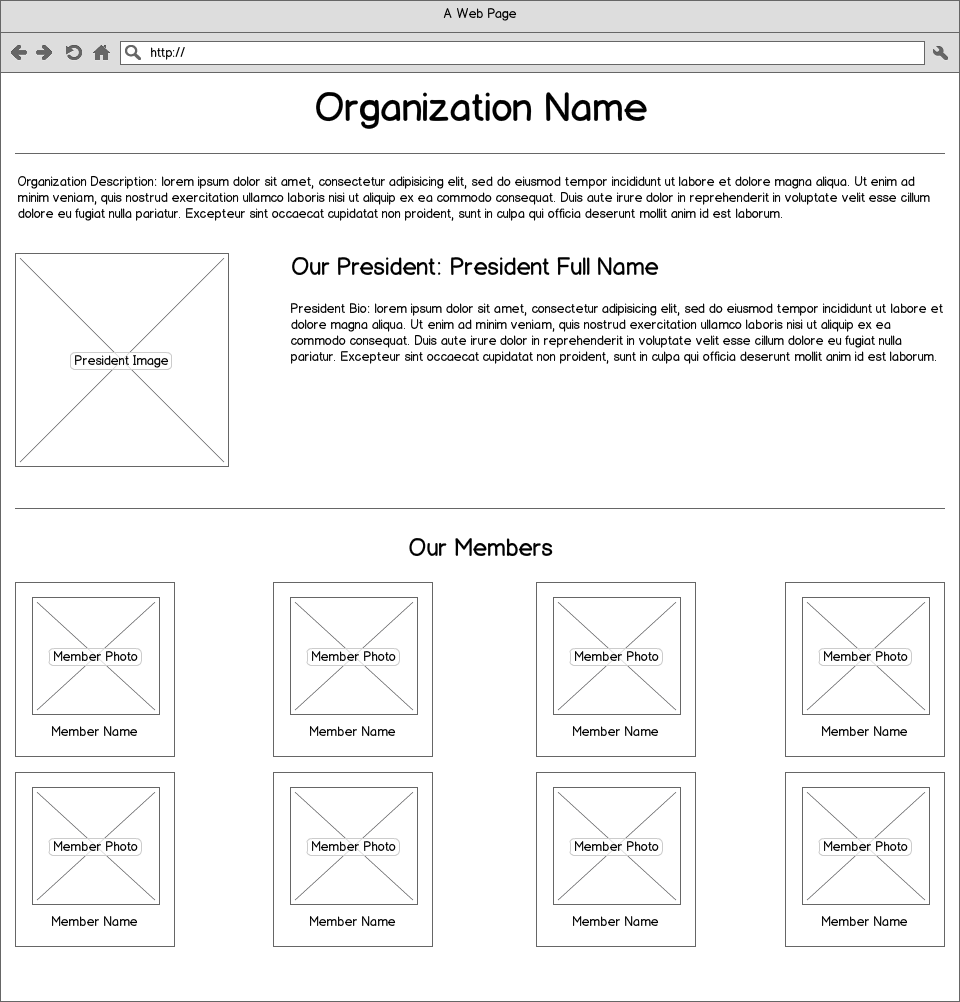 A Web Page
http://
Organization Name
Organization Description: lorem ipsum dolor sit amet, consectetur adipisicing elit, sed do eiusmod tempor incididunt ut labore et dolore magna aliqua. Ut enim ad
minim veniam, quis nostrud exercitation ullamco laboris nisi ut aliquip ex ea commodo consequat. Duis aute irure dolor in reprehenderit in voluptate velit esse cillum
dolore eu fugiat nulla pariatur. Excepteur sint occaecat cupidatat non proident, sunt in culpa qui officia deserunt mollit anim id est laborum.
President Image
Our President: President Full Name
President Bio: lorem ipsum dolor sit amet, consectetur adipisicing elit, sed do eiusmod tempor incididunt ut labore et
dolore magna aliqua. Ut enim ad minim veniam, quis nostrud exercitation ullamco laboris nisi ut aliquip ex ea
commodo consequat. Duis aute irure dolor in reprehenderit in voluptate velit esse cillum dolore eu fugiat nulla
pariatur. Excepteur sint occaecat cupidatat non proident, sunt in culpa qui officia deserunt mollit anim id est laborum.
Our Members
Member Photo Member Photo Member Photo Member Photo
Member Name Member Name Member Name Member Name
Member Photo Member Photo Member Photo Member Photo
Member Name Member Name Member Name Member Name